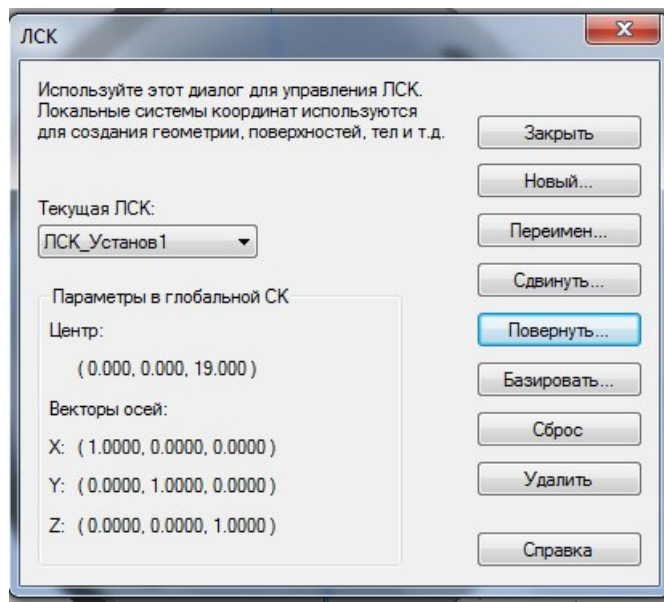 ЛСК
Используйте этот диалог для управления ЛСК.
Локальные системы координат используются
для создания геометрии, поверхностей, тел и т.д.
Закрыть
Новый...
Текущая ЛСК:
ЛСК_Установ1
Переимен...
Сдвинуть...
Параметры в глобальной СК
Центр:
Повернуть...
( 0.000, 0.000, 19.000 )
Базировать...
Векторы осей:
Сброс
X: ( 1.0000, 0.0000, 0.0000 )
Y: ( 0.0000, 1.0000, 0.0000 )
Удалить
Z: ( 0.0000, 0.0000, 1.0000 )
Справка